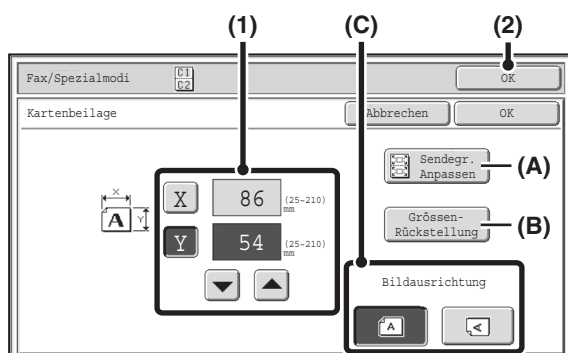 (1) (C) (2)
Fax/Spezialmodi C1 C2 OK
Kartenbeilage Abbrechen OK
Sendegr. Anpassen (A)
X 86 (25~210) mm
X Y A
Grössen-Rückstellung (B)
Y 54 (25~210) mm
Bildausrichtung
A A